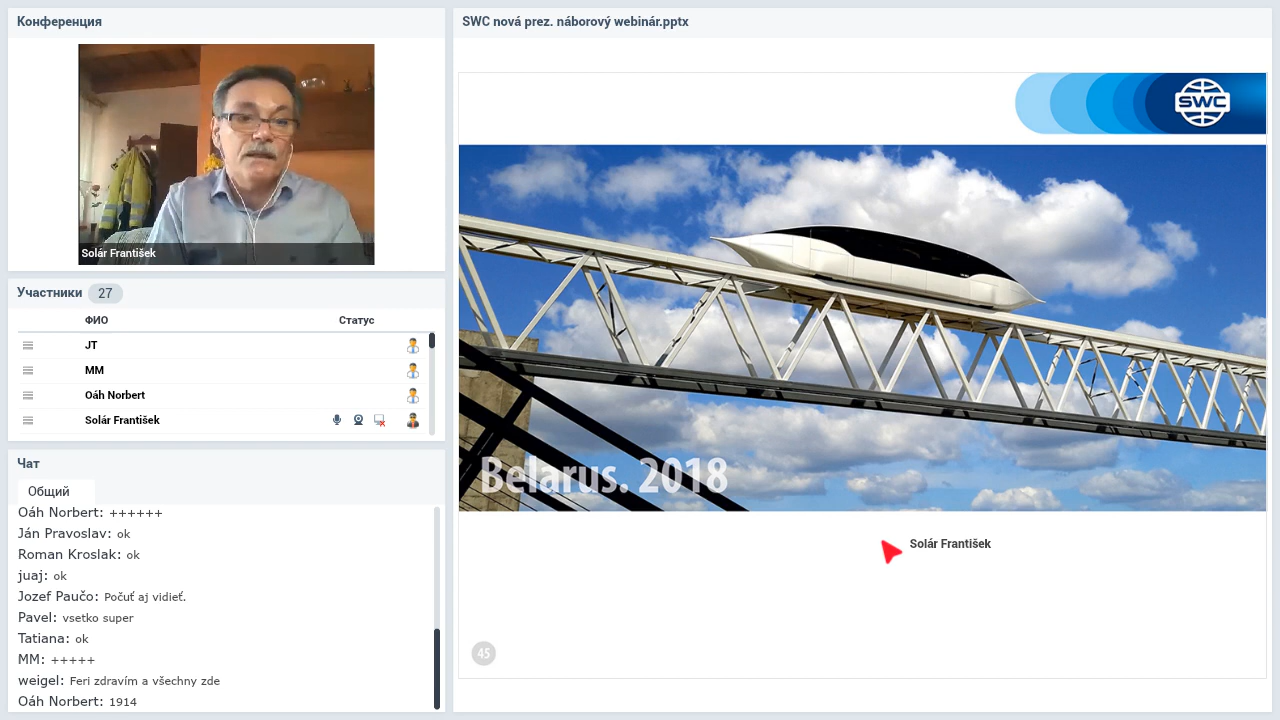 Конференция
Solár František
Участники 27
ФИО Статус
JT
MM
Oáh Norbert
Solár František
Чат
Общий
Oáh Norbert: ++++++
Ján Pravoslav: ok
Roman Kroslak: ok
juaj: ok
Jozef Paučo: Počuť aj vidieť.
Pavel: vsetko super
Tatiana: ok
MM: +++++
weigel: Feri zdravím a všechny zde
Oáh Norbert: 1914
SWC nová prez. náborový webinár.pptx
SWC
Belarus. 2018
Solár František
45